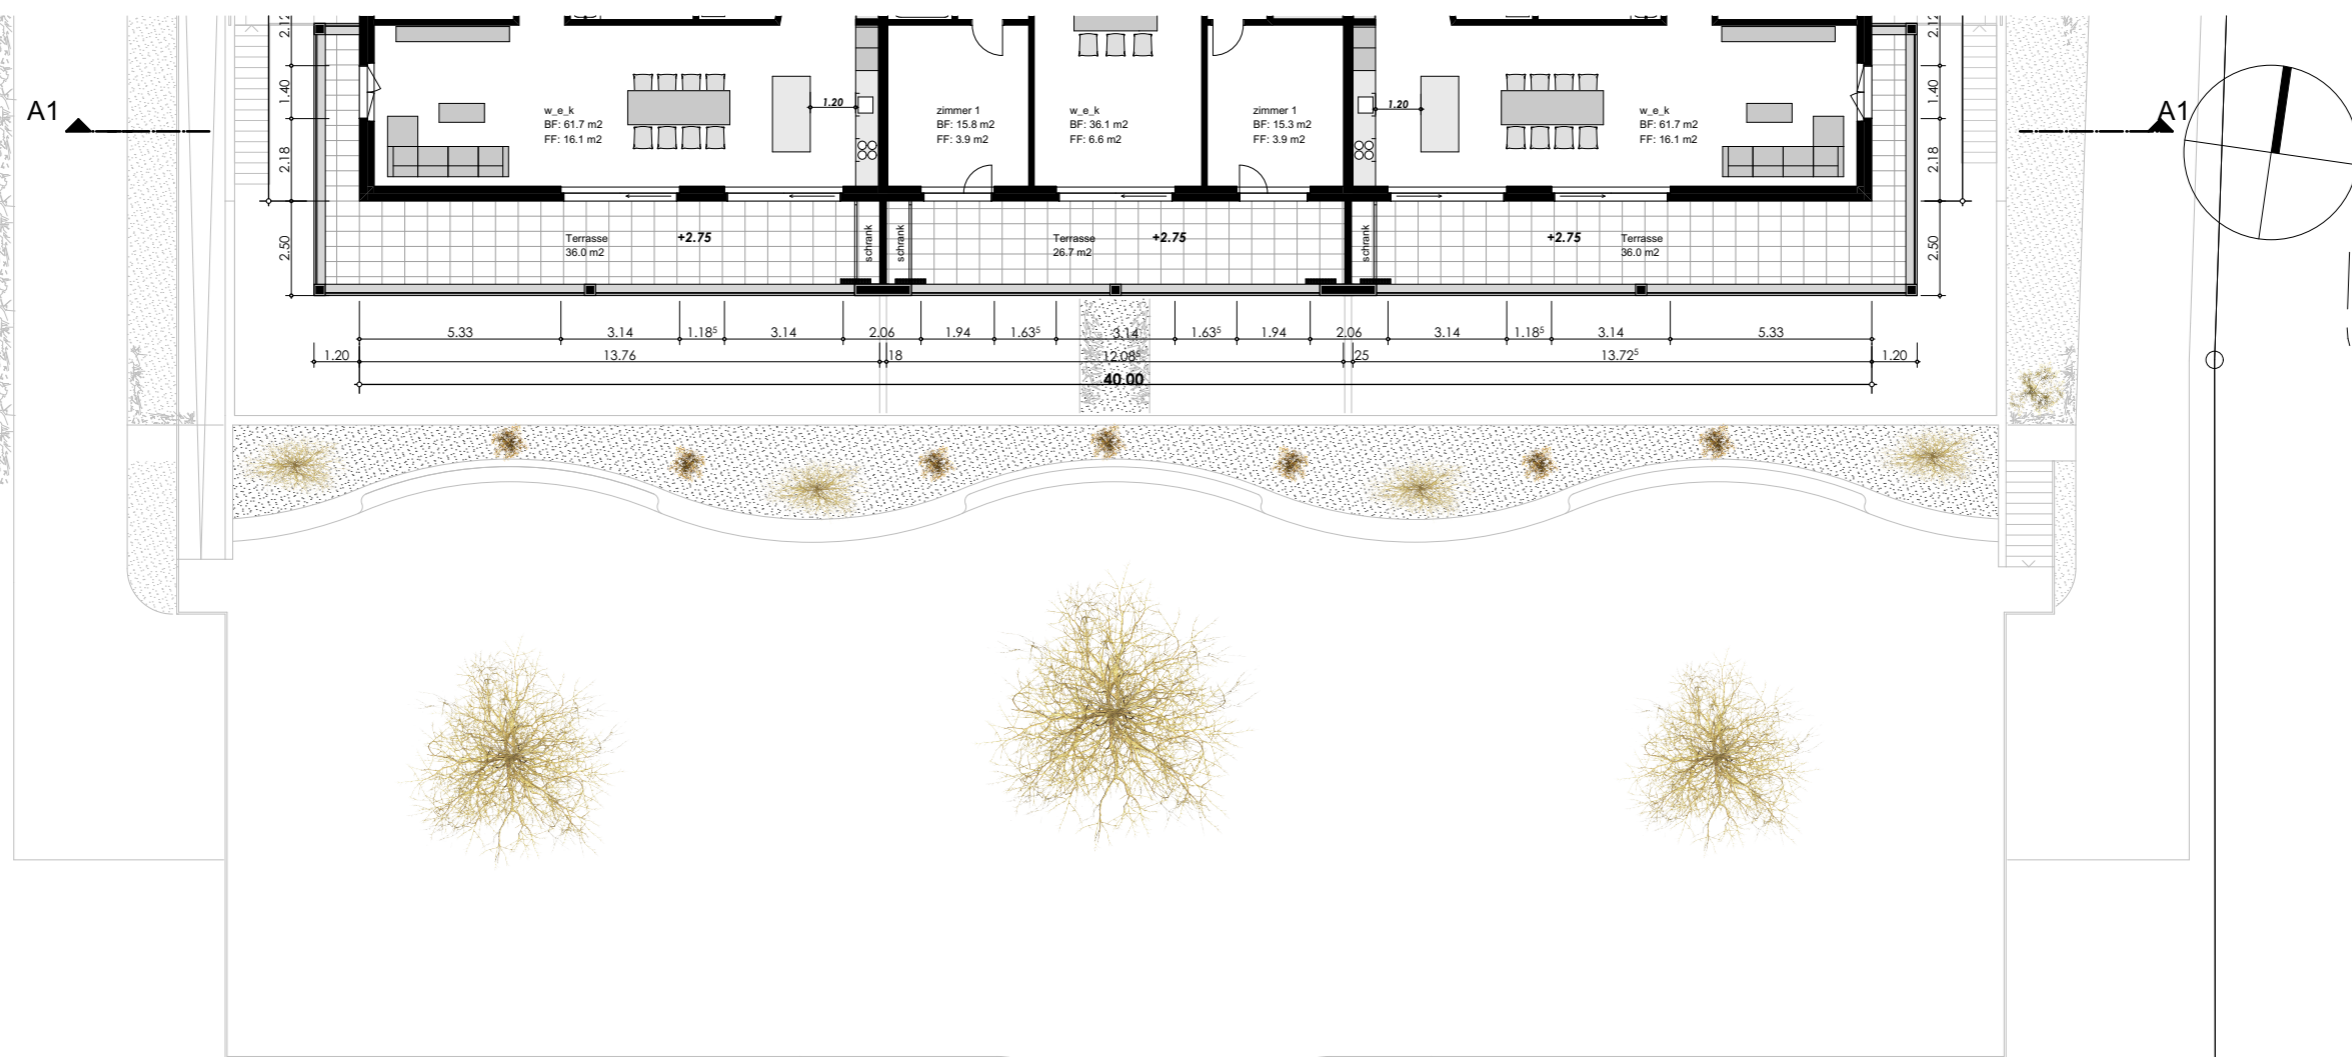 2.12
1.40
2.18
2.50
A1
w_e_k
BF: 61.7 m2
FF: 16.1 m2
1.20
zimmer 1
BF: 15.8 m2
FF: 3.9 m2
w_e_k
BF: 36.1 m2
FF: 6.6 m2
zimmer 1
BF: 15.3 m2
FF: 3.9 m2
1.20
w_e_k
BF: 61.7 m2
FF: 16.1 m2
2.12
1.40
2.18
2.50
A1
Terrasse
36.0 m2
+2.75
schrank
schrank
Terrasse
26.7 m2
+2.75
schrank
+2.75
Terrasse
36.0 m2
5.33 3.14 1.18⁵ 3.14 2.06 1.94 1.63⁵ 3.14 1.63⁵ 1.94 2.06 3.14 1.18⁵ 3.14 5.33
1.20 13.76 18 12.08⁵ 25 13.72⁵ 1.20
40.00